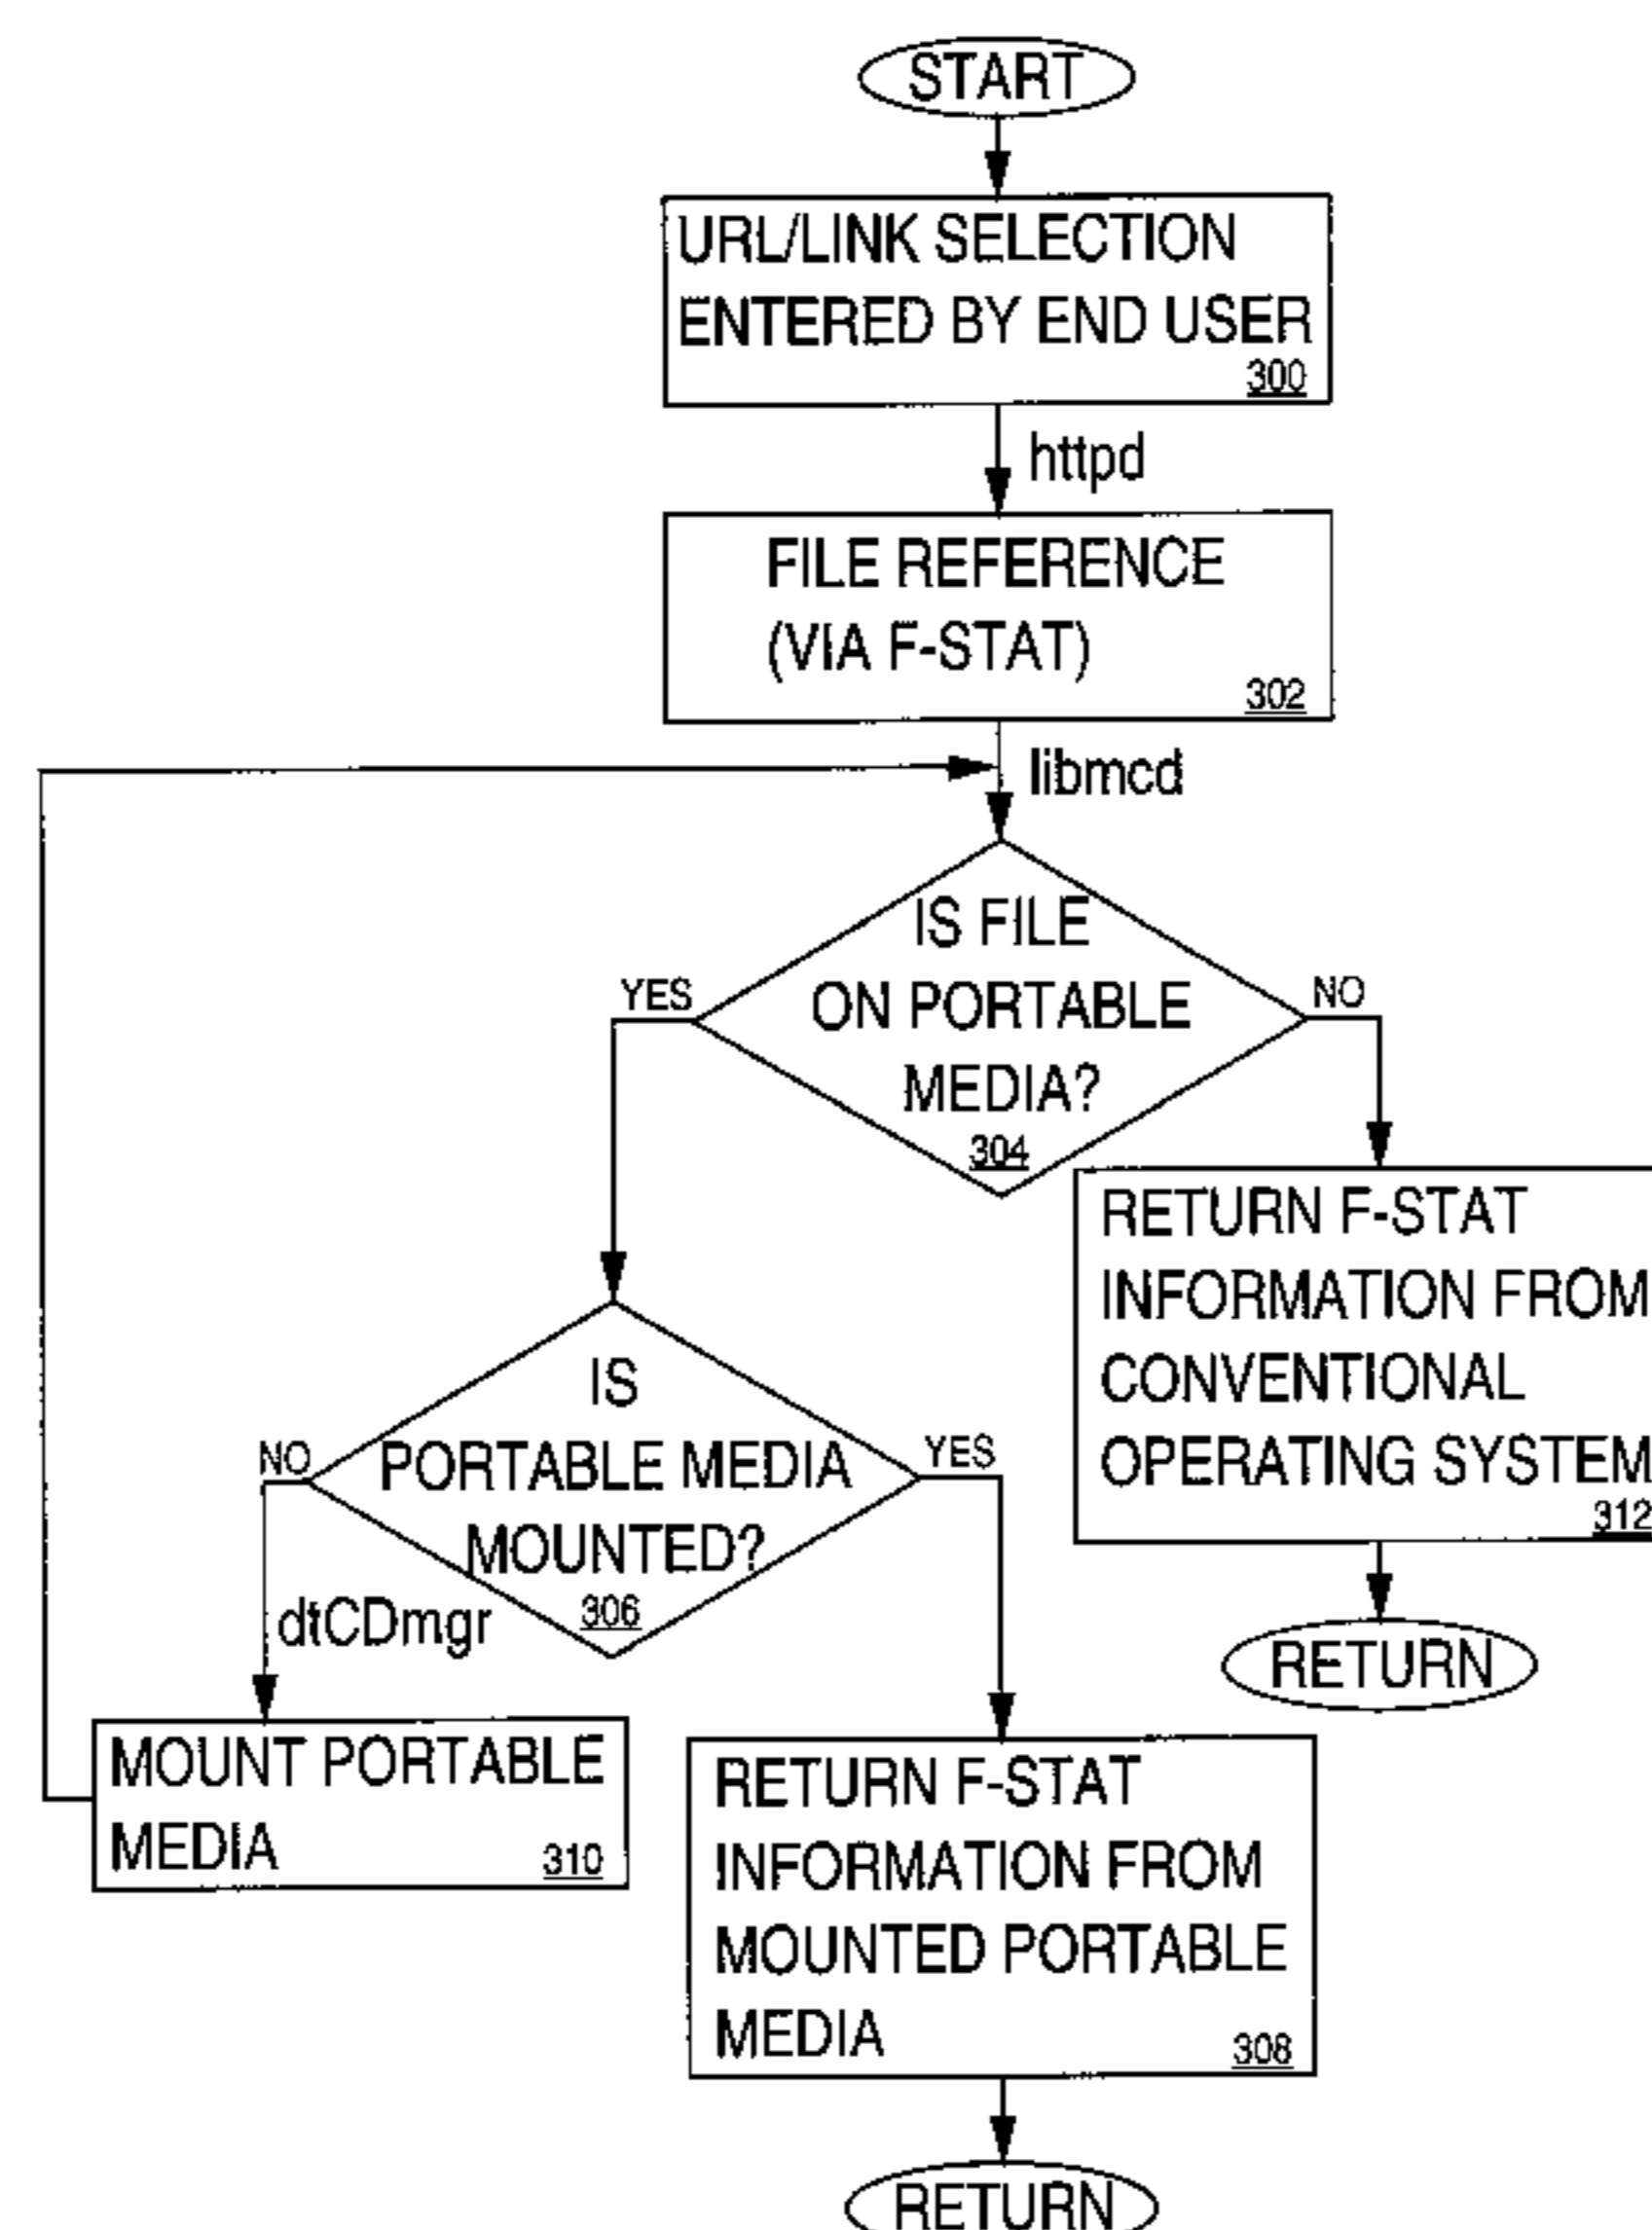 START
URL/LINK SELECTION
ENTERED BY END USER
300
httpd
FILE REFERENCE
(VIA F-STAT)
302
libmcd
IS FILE
ON PORTABLE
MEDIA?
304
YES
NO
RETURN F-STAT
INFORMATION FROM
CONVENTIONAL
OPERATING SYSTEM
312
RETURN
IS
PORTABLE MEDIA
MOUNTED?
306
NO
YES
dtCDmgr
MOUNT PORTABLE
MEDIA
310
RETURN F-STAT
INFORMATION FROM
MOUNTED PORTABLE
MEDIA
308
RETURN